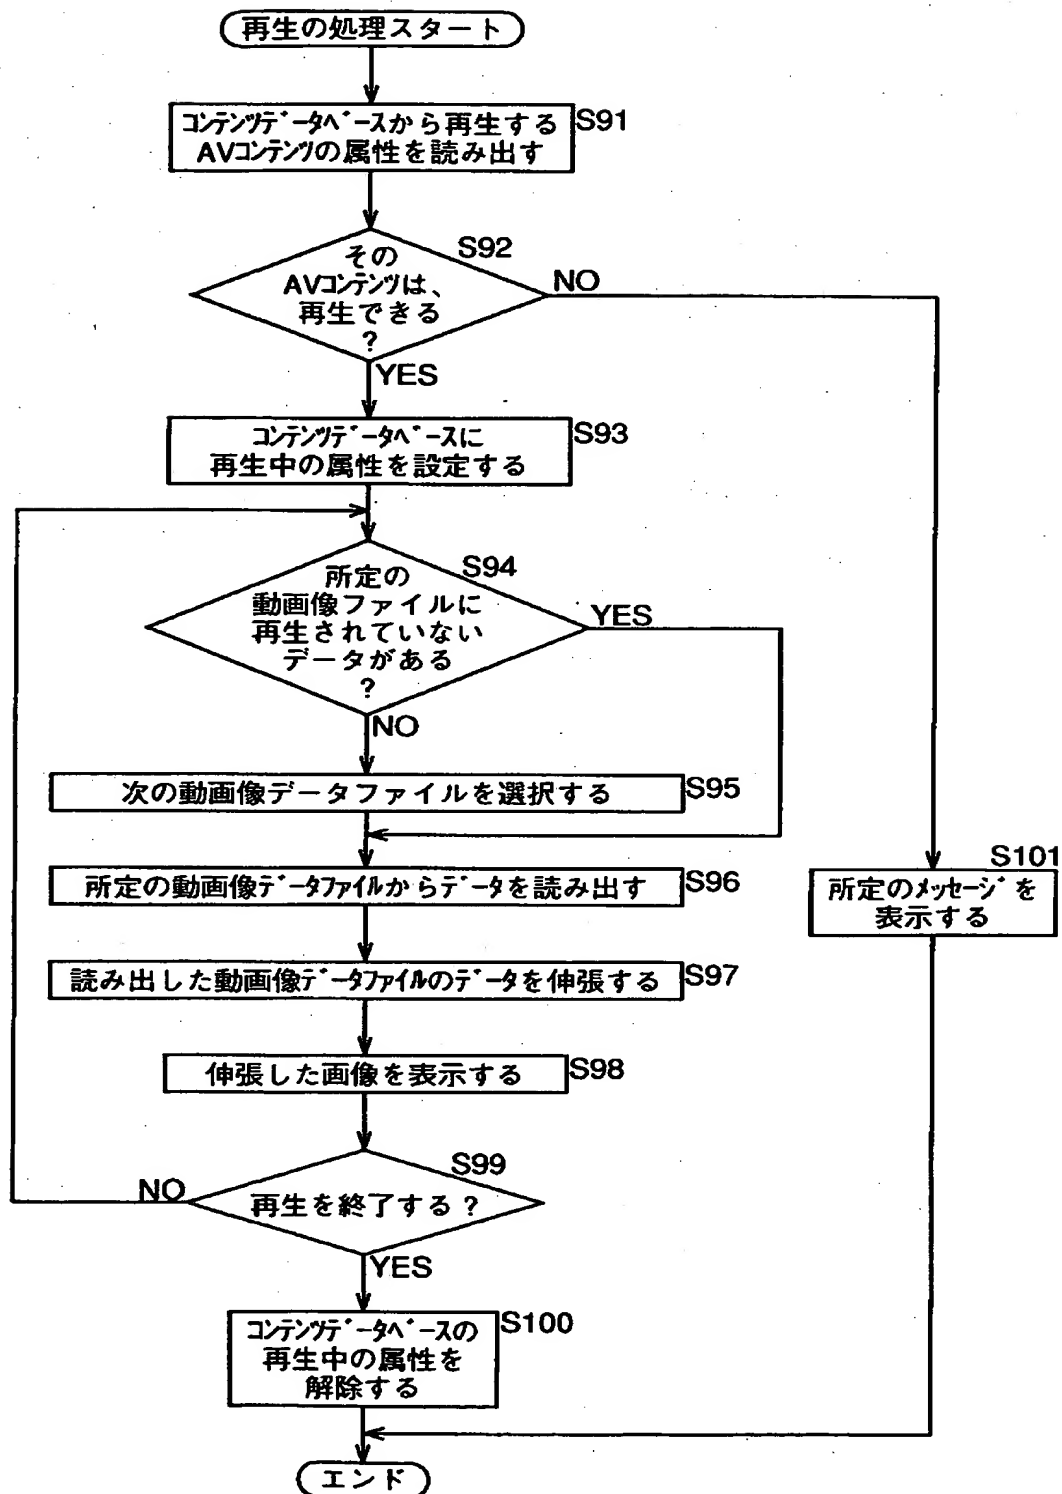 再生の処理スタート
コンテンツデータベースから再生する
AVコンテンツの属性を読み出す
S91
S92
その
AVコンテンツは、
再生できる
?
NO
YES
コンテンツデータベースに
再生中の属性を設定する
S93
S94
所定の
動画像ファイルに
再生されていない
データがある
?
YES
NO
次の動画像データファイルを選択する
S95
所定の動画像データファイルからデータを読み出す
S96
S101
所定のメッセージを
表示する
読み出した動画像データファイルのデータを伸張する
S97
伸張した画像を表示する
S98
S99
再生を終了する?
NO
YES
コンテンツデータベースの
再生中の属性を
解除する
S100
エンド